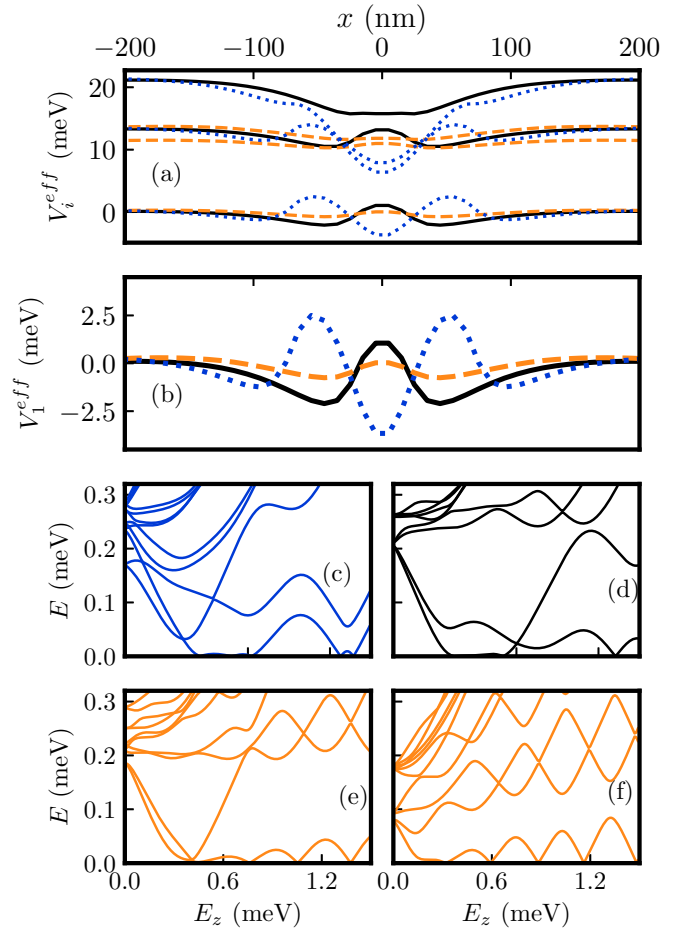 x (nm)
−200 −100 0 100 200
20
10
0
V_i^{eff} (meV)
(a)
2.5
0.0
−2.5
V_1^{eff} (meV)
(b)
0.3
0.2
0.1
0.0
E (meV)
(c)
(d)
0.3
0.2
0.1
0.0
E (meV)
(e)
(f)
0.0 0.6 1.2 0.0 0.6 1.2
E_z (meV) E_z (meV)